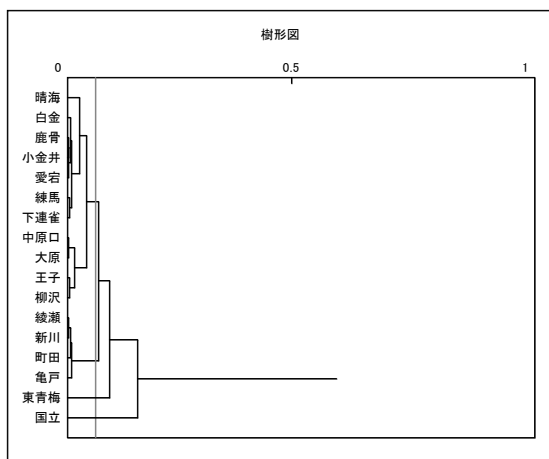 樹形図
0 0.5 1
晴海
白金
鹿骨
小金井
愛宕
練馬
下連雀
中原口
大原
王子
柳沢
綾瀬
新川
町田
亀戸
東青梅
国立